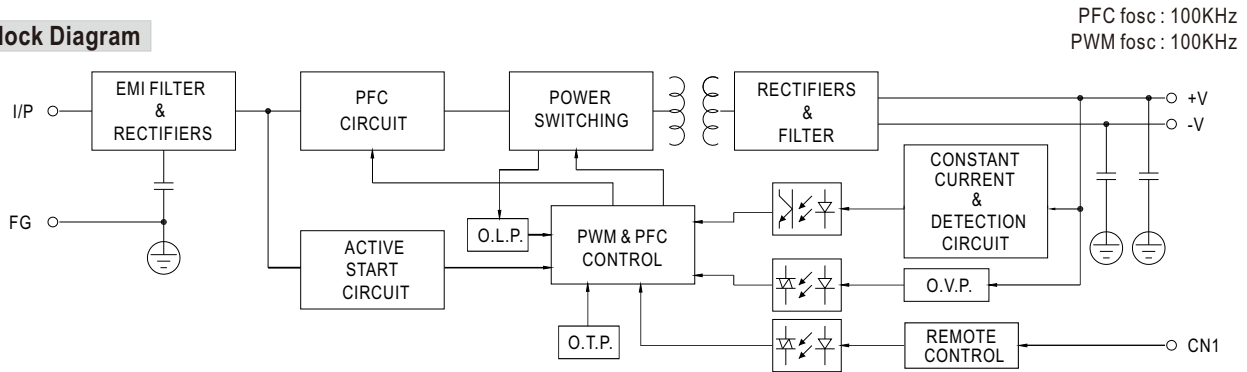 PFC fosc : 100KHz
PWM fosc : 100KHz
lock Diagram
I/P
EMI FILTER
&
RECTIFIERS
PFC
CIRCUIT
POWER
SWITCHING
RECTIFIERS
&
FILTER
+V
-V
FG
ACTIVE
START
CIRCUIT
O.L.P.
PWM & PFC
CONTROL
O.T.P.
CONSTANT
CURRENT
&
DETECTION
CIRCUIT
O.V.P.
REMOTE
CONTROL
CN1